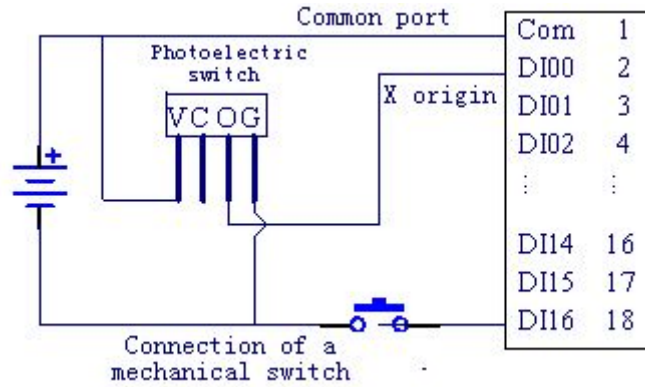 Common port
Photoelectric
switch
V C O G
X origin
+
Com 1
DI00 2
DI01 3
DI02 4
⋮ ⋮
DI14 16
DI15 17
DI16 18
Connection of a
mechanical switch